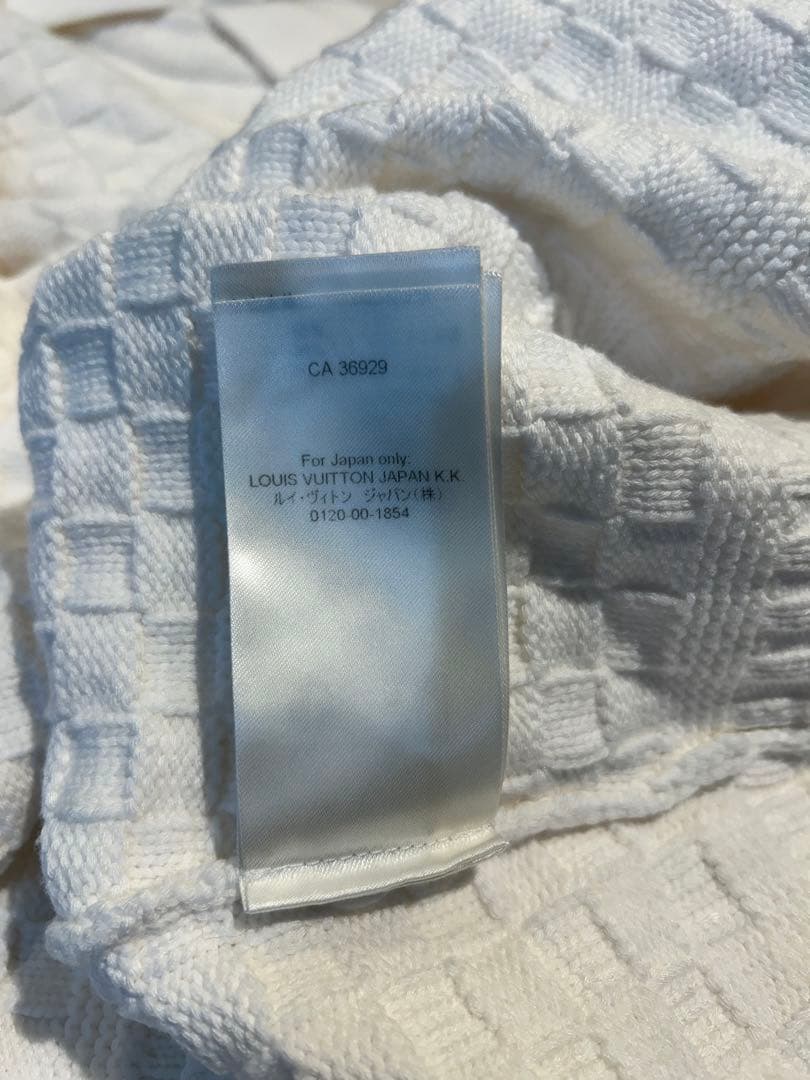 CA 36929
For Japan only:
LOUIS VUITTON JAPAN K.K.
ルイ・ヴィトン ジャパン(株)
0120-00-1854